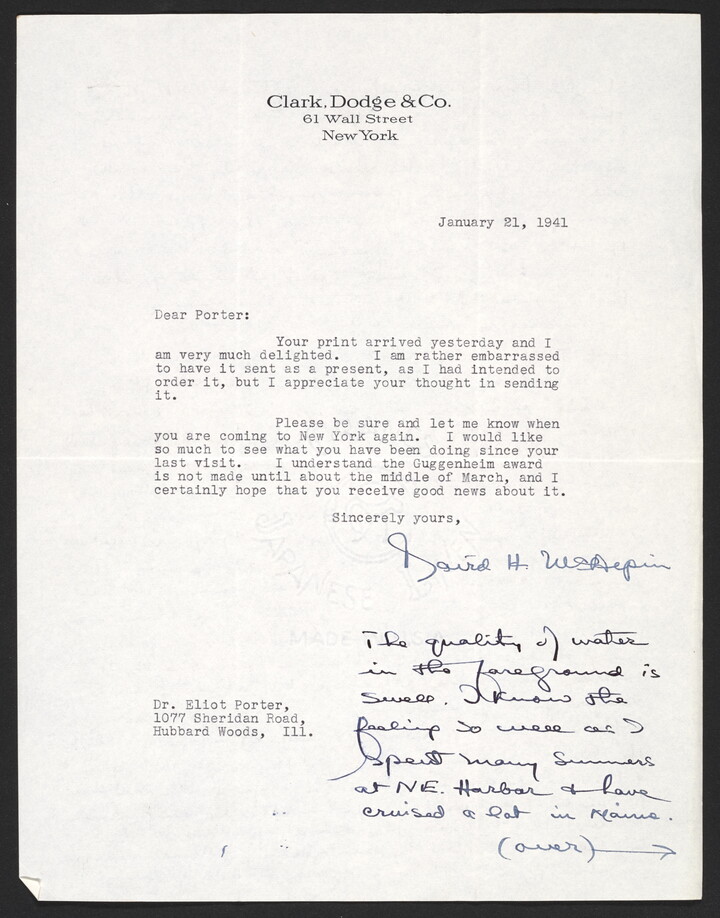 Clark, Dodge & Co.
61 Wall Street
New York
January 21, 1941
Dear Porter:
Your print arrived yesterday and I
am very much delighted. I am rather embarrassed
to have it sent as a present, as I had intended to
order it, but I appreciate your thought in sending
it.
Please be sure and let me know when
you are coming to New York again. I would like
so much to see what you have been doing since your
last visit. I understand the Guggenheim award
is not made until about the middle of March, and I
certainly hope that you receive good news about it.
Sincerely yours,
H.
The quality of water
in the foreground is
swell. I know the
feeling so well as I
spent many summers
at N.E. Harbor & have
cruised a lot in Maine.
(over)
Dr. Eliot Porter,
1077 Sheridan Road,
Hubbard Woods, Ill.